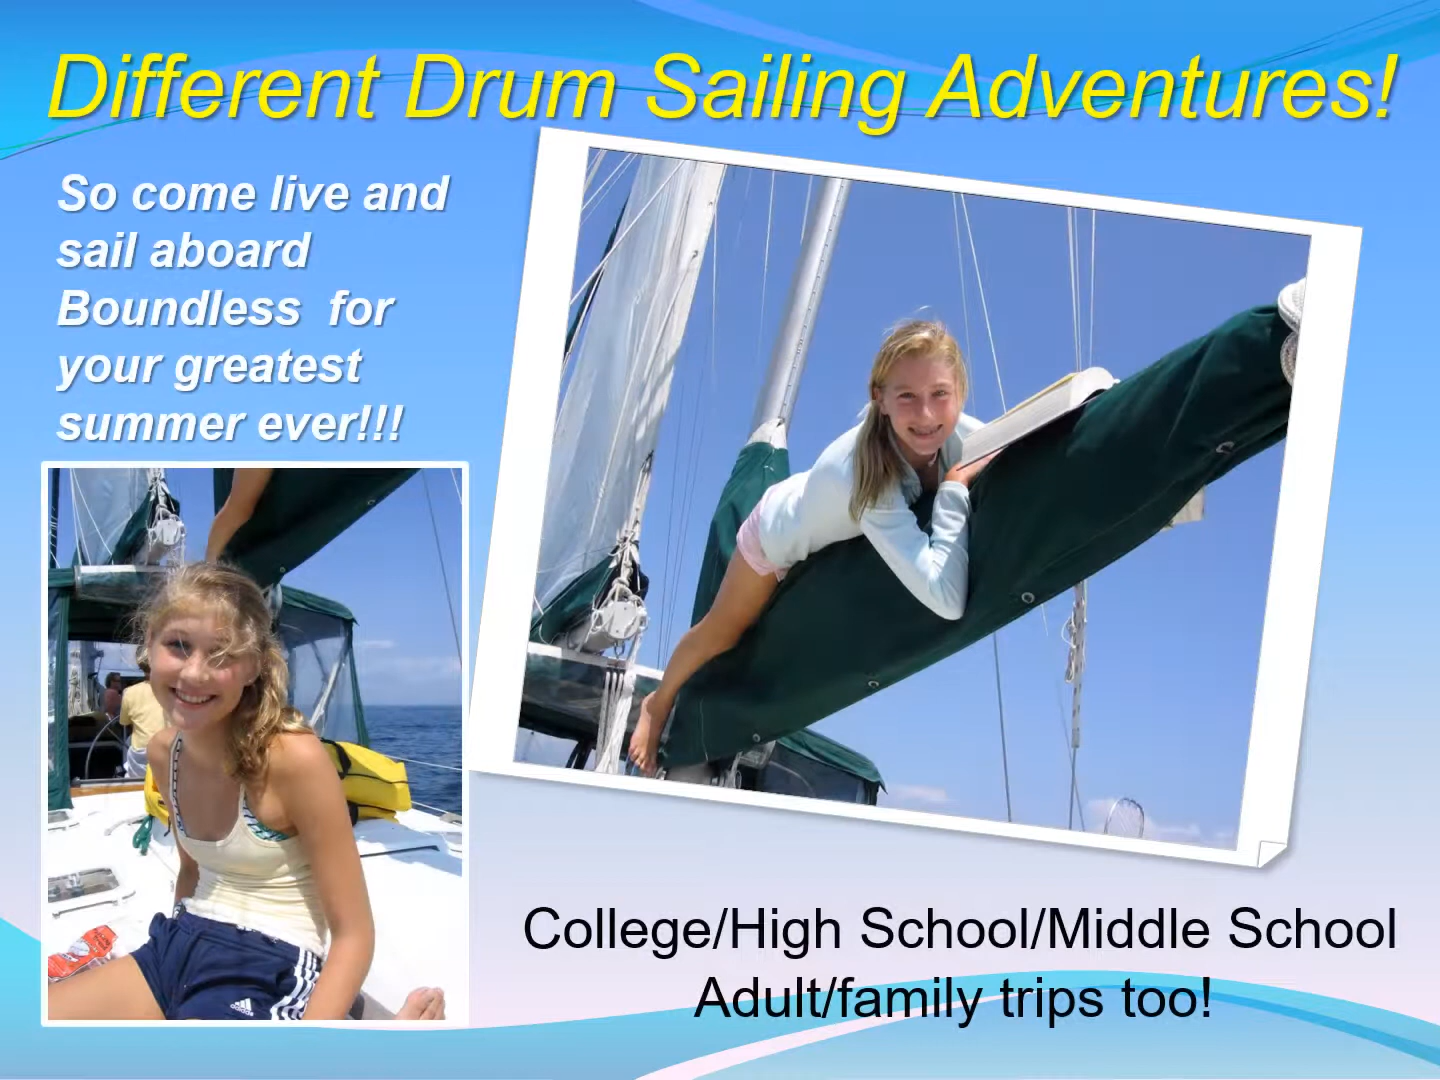 Different Drum Sailing Adventures!
So come live and
sail aboard
Boundless for
your greatest
summer ever!!!
adidas
College/High School/Middle School
Adult/family trips too!